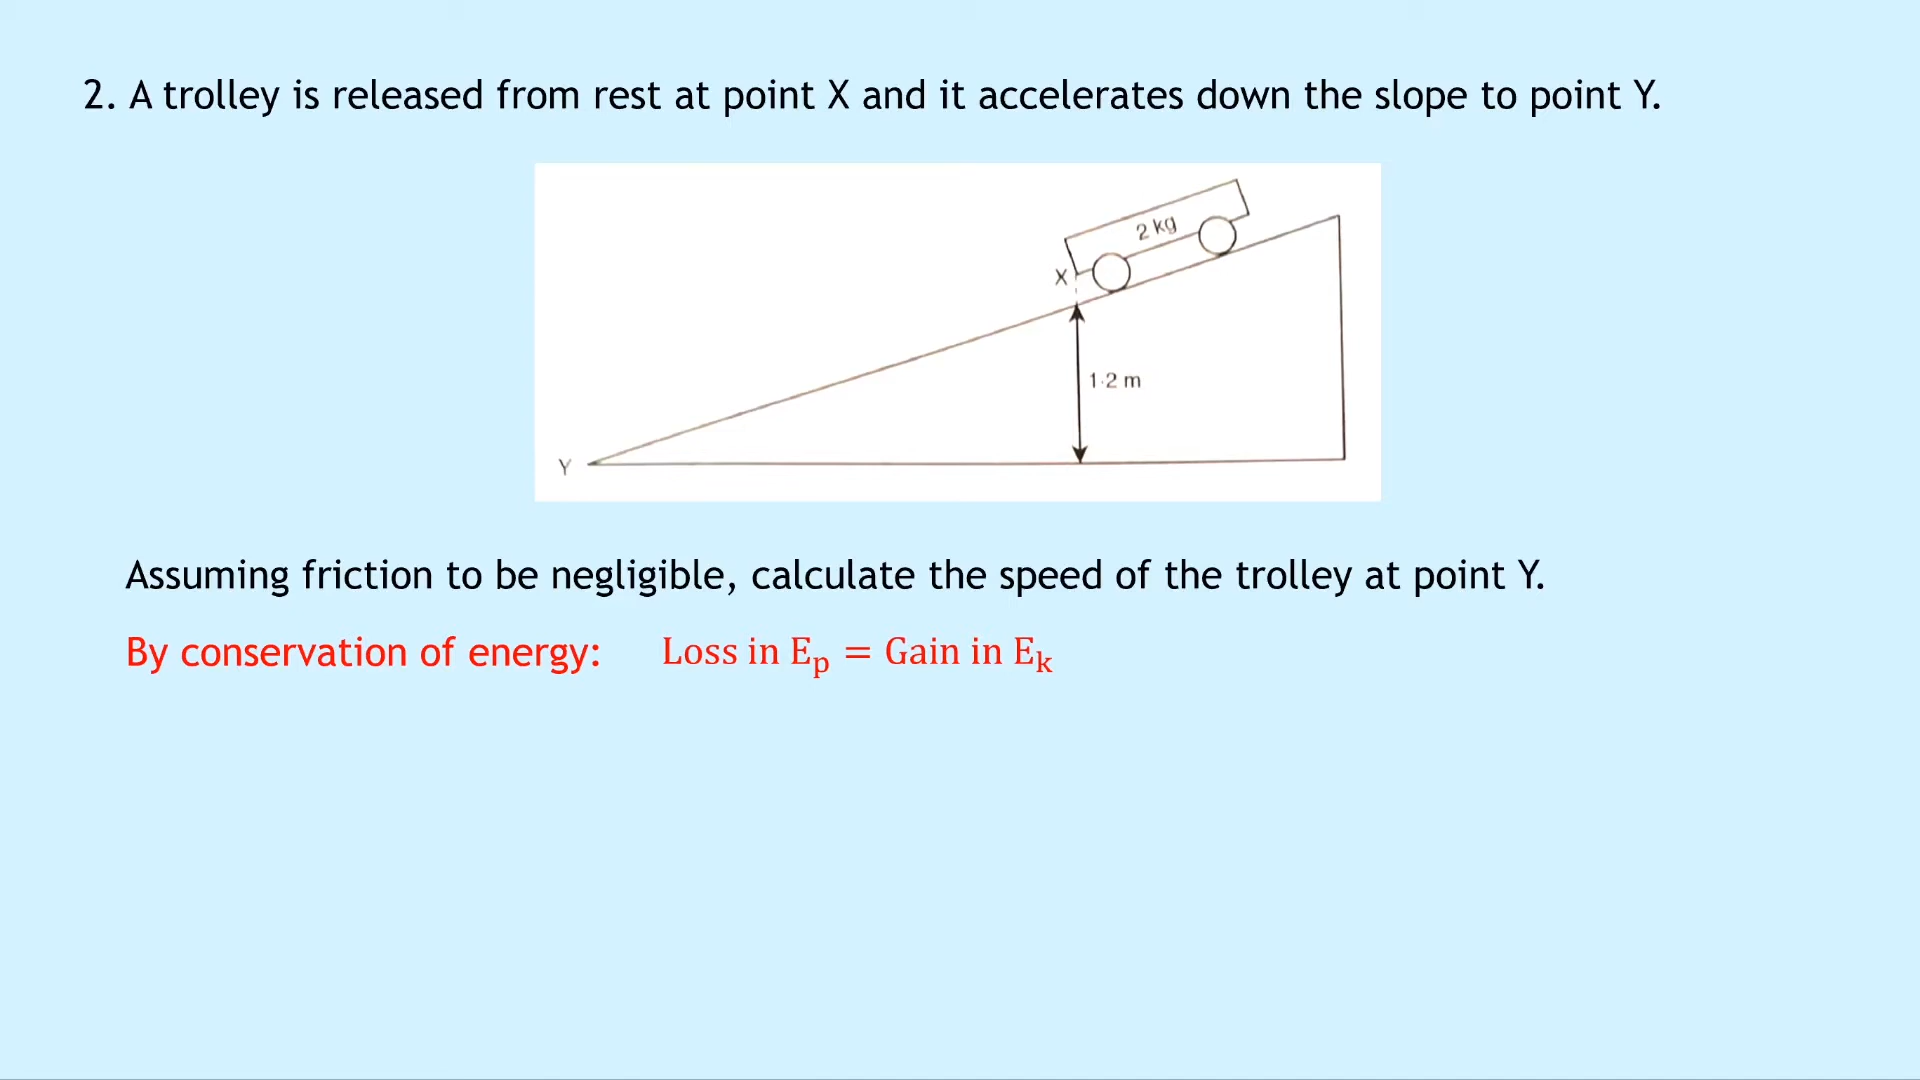 2. A trolley is released from rest at point X and it accelerates down the slope to point Y.
2 kg
X
1·2 m
Y
Assuming friction to be negligible, calculate the speed of the trolley at point Y.
By conservation of energy: Loss in Eₚ = Gain in Eₖ